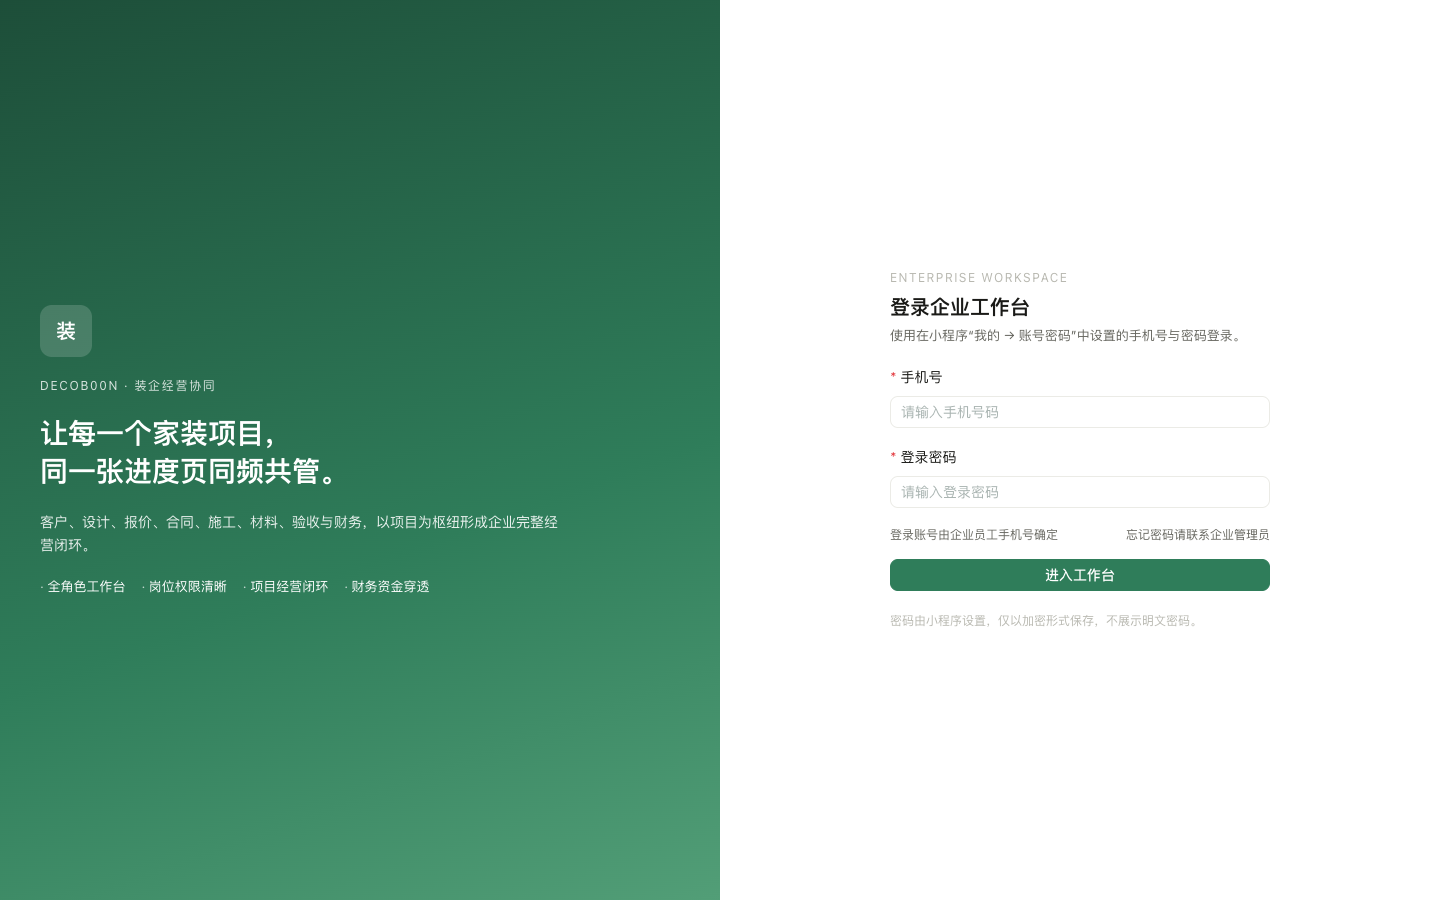 装
DECOB00N · 装企经营协同
让每一个家装项目，
同一张进度页同频共管。
客户、设计、报价、合同、施工、材料、验收与财务，以项目为枢纽形成企业完整经
营闭环。
· 全角色工作台 · 岗位权限清晰 · 项目经营闭环 · 财务资金穿透
ENTERPRISE WORKSPACE
登录企业工作台
使用在小程序“我的 → 账号密码”中设置的手机号与密码登录。
* 手机号
请输入手机号码
* 登录密码
请输入登录密码
登录账号由企业员工手机号确定 忘记密码请联系企业管理员
进入工作台
密码由小程序设置，仅以加密形式保存，不展示明文密码。